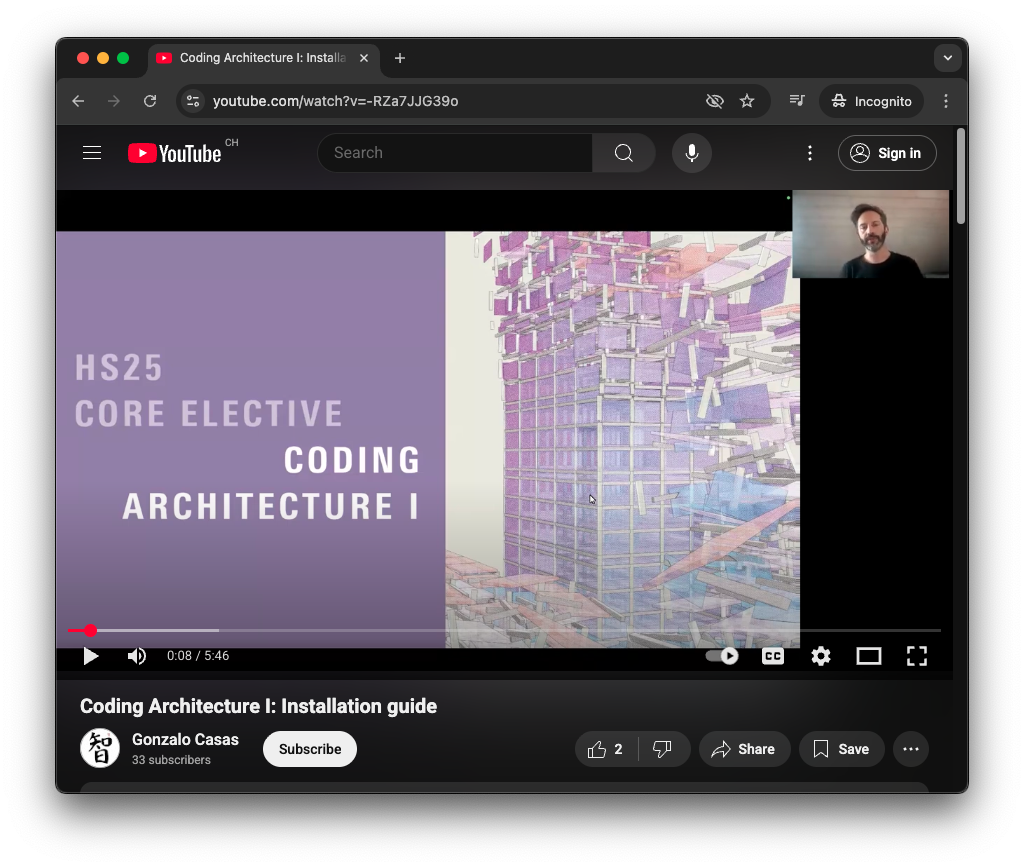 Coding Architecture I: Installa
youtube.com/watch?v=-RZa7JJG39o
Incognito
YouTube CH
Search
Sign in
HS25
CORE ELECTIVE
CODING
ARCHITECTURE I
0:08 / 5:46
CC
Coding Architecture I: Installation guide
智
Gonzalo Casas
33 subscribers
Subscribe
2
Share
Save